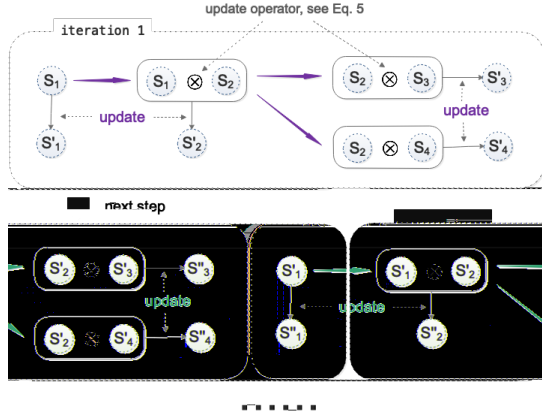 update operator, see Eq. 5
iteration 1
S₁ S₁ ⊗ S₂ S₂ ⊗ S₃ S'₃
update update
S'₁ S'₂ S₂ ⊗ S₄ S'₄
next step
S'₂ S'₃ S''₃ S'₁ S'₁ S'₂
update update
S'₂ S'₄ S''₄ S''₁ S''₂